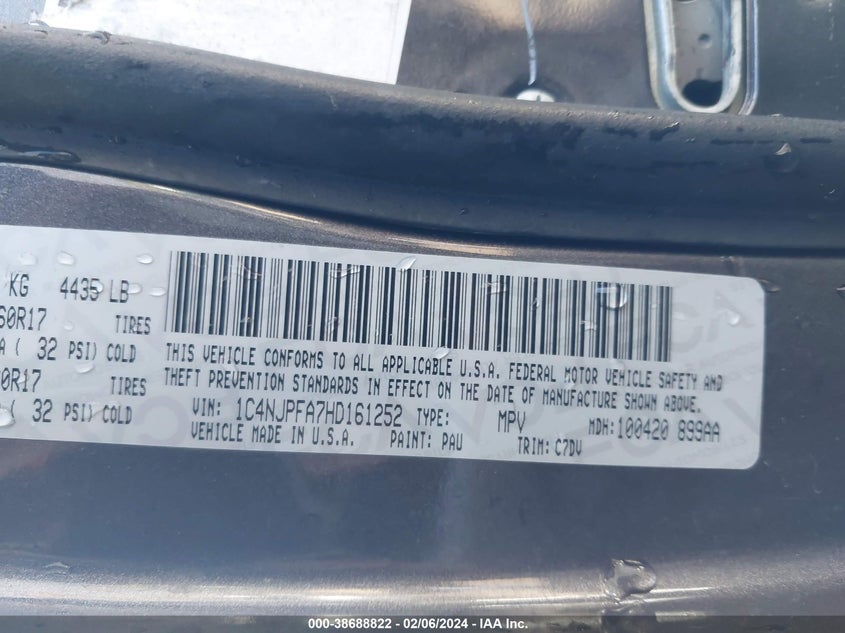 KG 4435 LB
60R17 TIRES
( 32 PSI) COLD
0R17 TIRES
( 32 PSI) COLD
THIS VEHICLE CONFORMS TO ALL APPLICABLE U.S.A. FEDERAL MOTOR VEHICLE SAFETY AND
THEFT PREVENTION STANDARDS IN EFFECT ON THE DATE OF MANUFACTURE SHOWN ABOVE.
VIN: 1C4NJPFA7HD161252 TYPE: MPV MDH: 100420 899AA
VEHICLE MADE IN U.S.A. PAINT: PAU TRIM: C7DV
000-38688822 - 02/06/2024 - IAAI.com